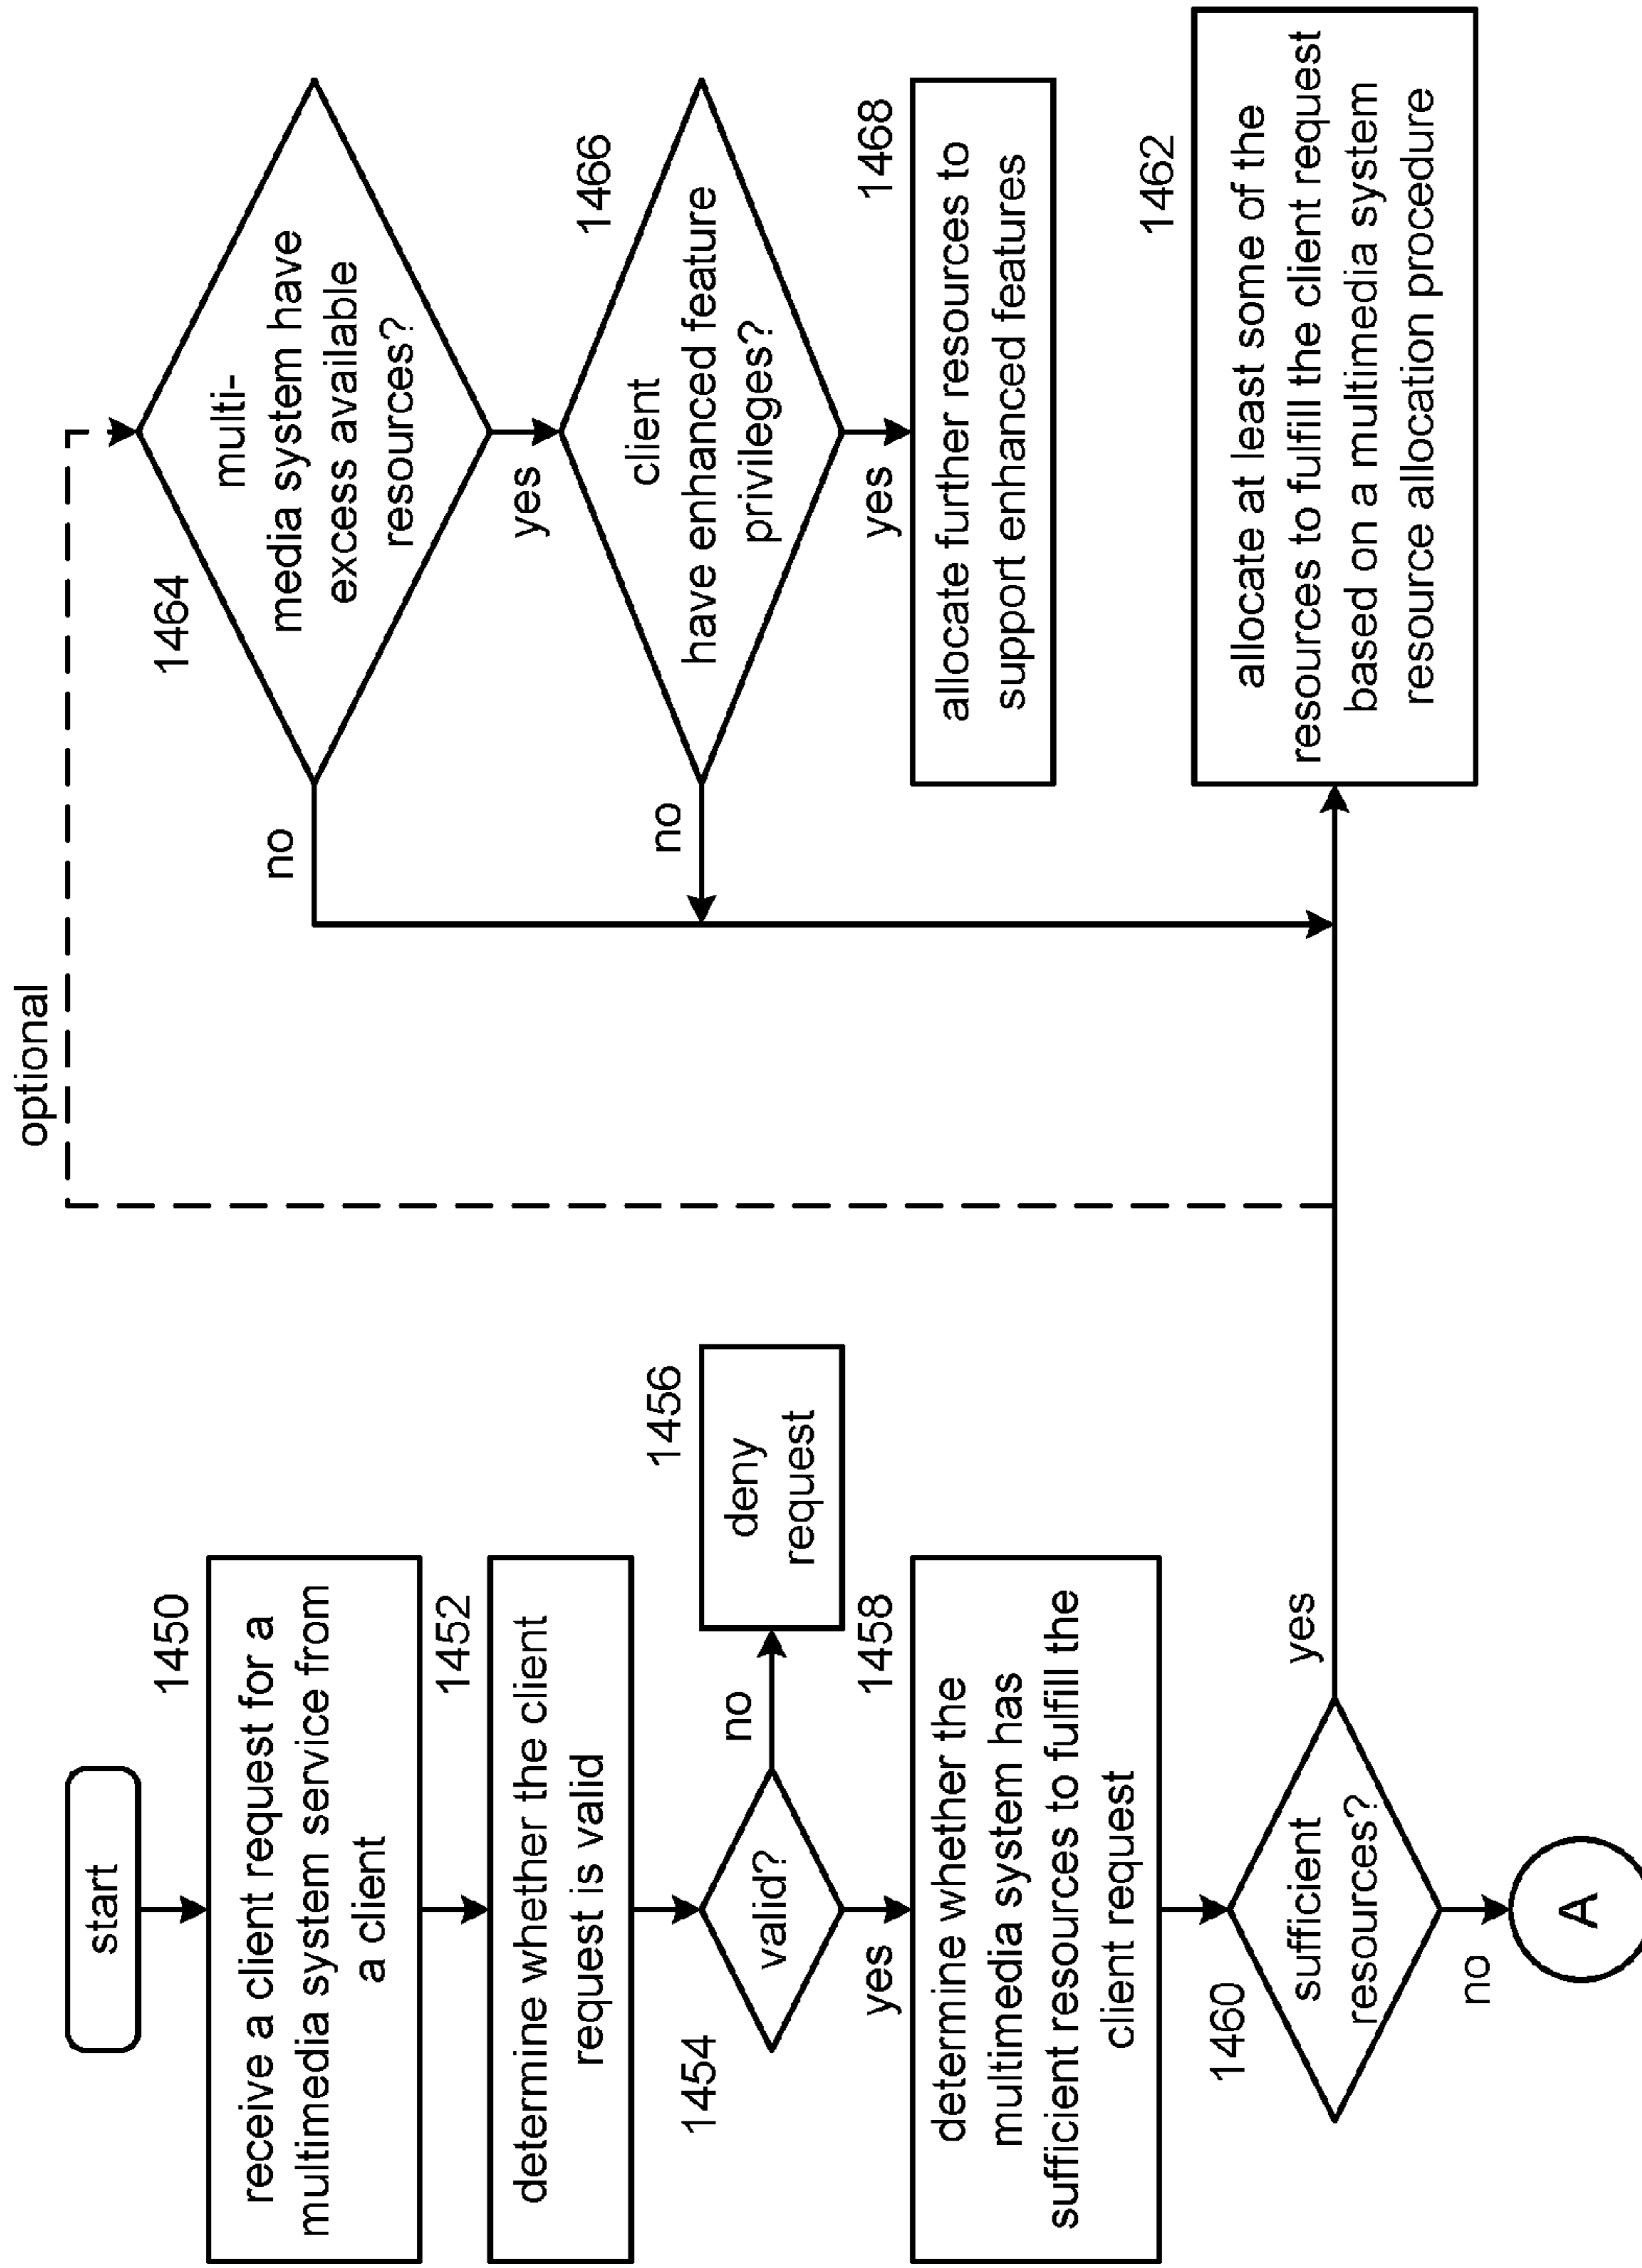 start
1450
receive a client request for a
multimedia system service from
a client
1452
determine whether the client
request is valid
1454
valid?
no
1456
deny
request
yes
1458
determine whether the
multimedia system has
sufficient resources to fulfill the
client request
1460
sufficient
resources?
yes
no
A
optional
1464
multi-
media system have
excess available
resources?
no
yes
1466
client
have enhanced feature
privileges?
no
yes
1468
allocate further resources to
support enhanced features
1462
allocate at least some of the
resources to fulfill the client request
based on a multimedia system
resource allocation procedure